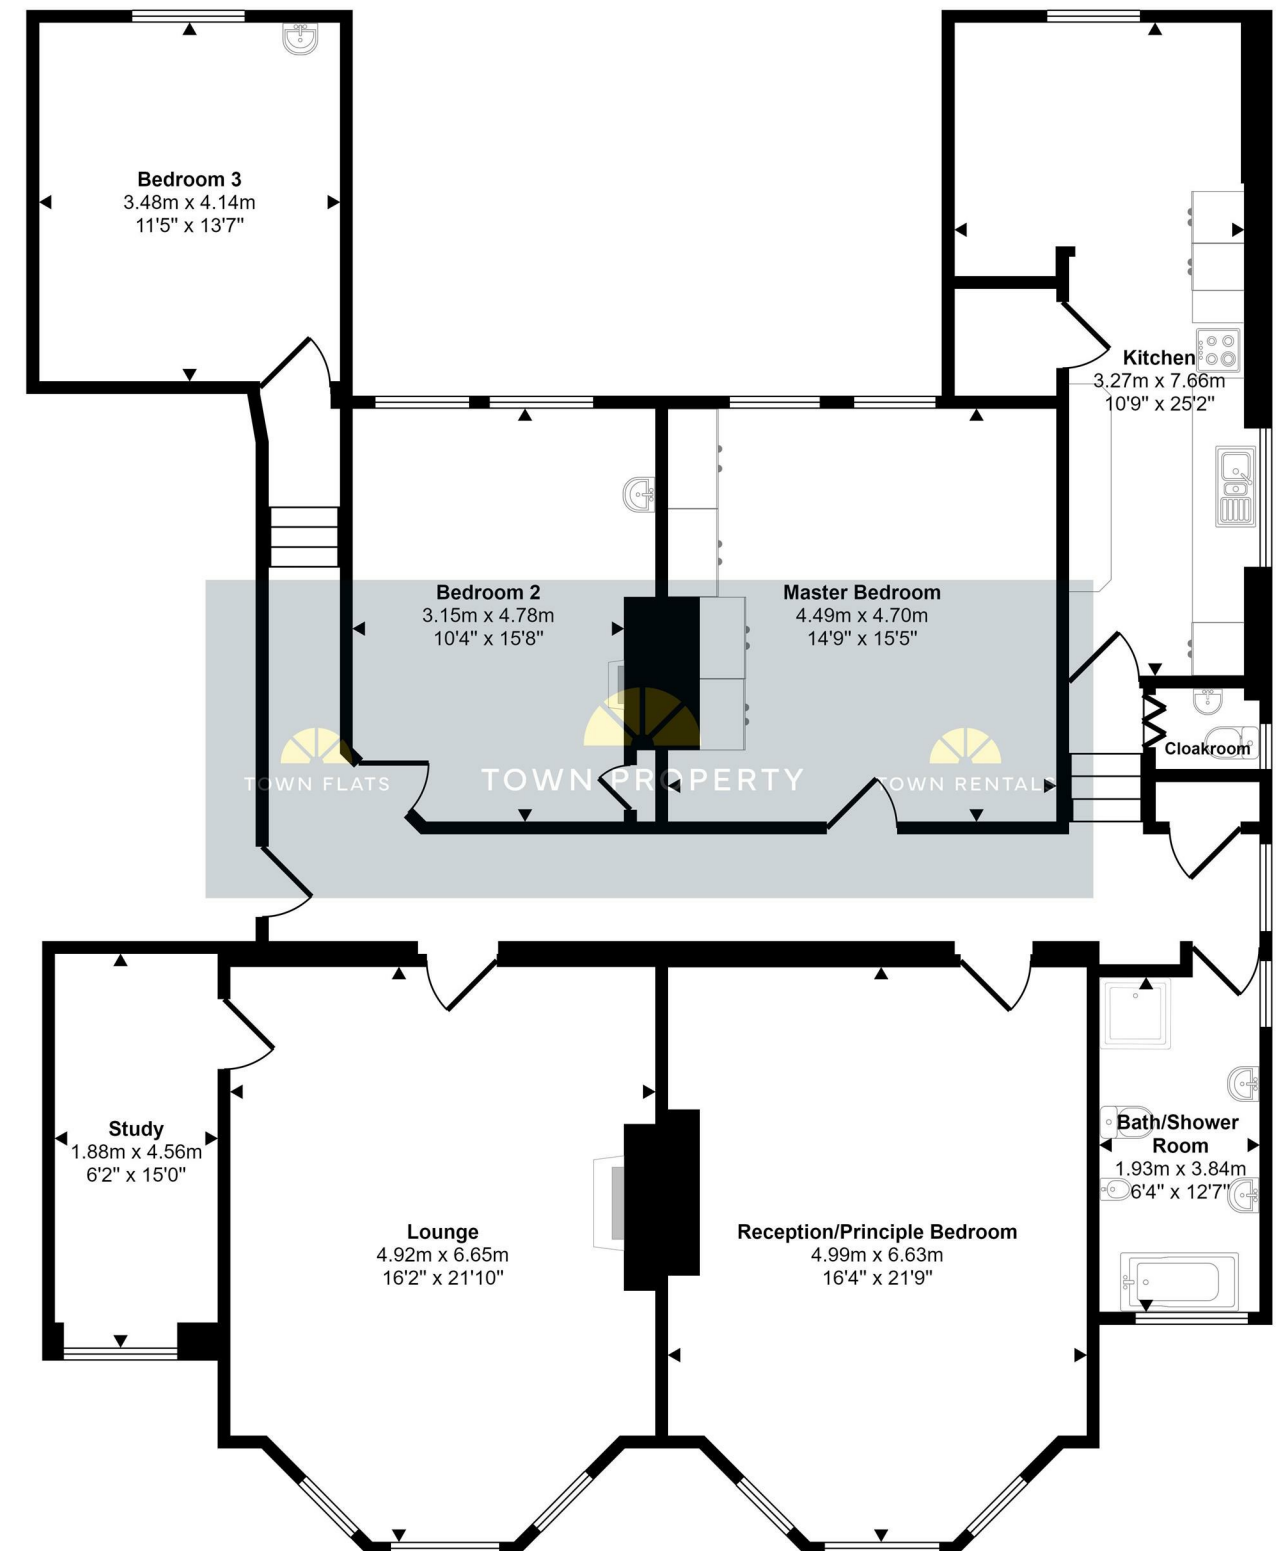 Bedroom 3
3.48m x 4.14m
11'5" x 13'7"
Kitchen
3.27m x 7.66m
10'9" x 25'2"
Bedroom 2
3.15m x 4.78m
10'4" x 15'8"
Master Bedroom
4.49m x 4.70m
14'9" x 15'5"
Cloakroom
TOWN FLATS
TOWN PROPERTY
TOWN RENTALS
Study
1.88m x 4.56m
6'2" x 15'0"
Bath/Shower
Room
1.93m x 3.84m
6'4" x 12'7"
Lounge
4.92m x 6.65m
16'2" x 21'10"
Reception/Principle Bedroom
4.99m x 6.63m
16'4" x 21'9"